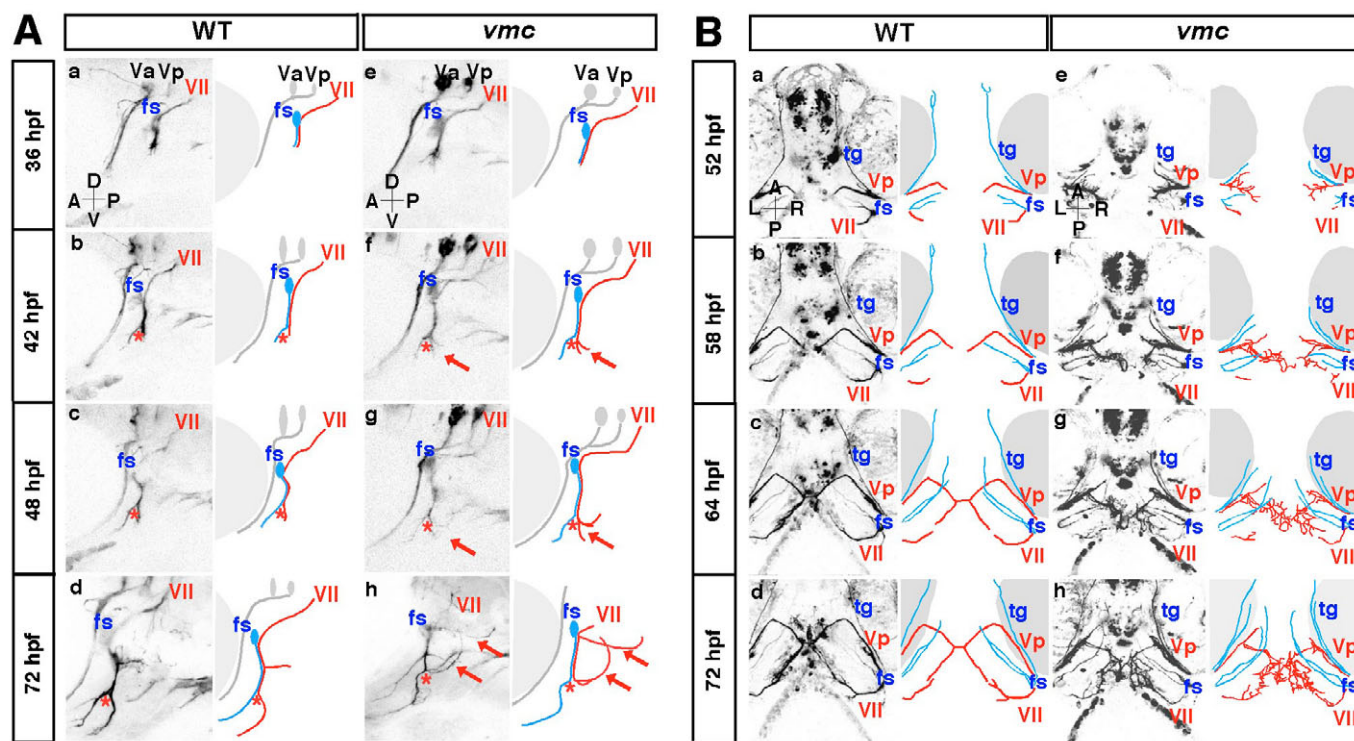 A
WT
vmc
36 hpf
a
Va Vp
VII
fs
D
A P
V
Va Vp
VII
fs
e
Va Vp
VII
fs
D
A P
V
Va Vp
VII
fs
42 hpf
b
VII
fs
*
VII
fs
*
f
VII
fs
*
VII
fs
*
48 hpf
c
VII
fs
*
VII
fs
*
g
VII
fs
*
VII
fs
*
72 hpf
d
VII
fs
*
VII
fs
*
h
VII
fs
*
VII
fs
*
B
WT
vmc
52 hpf
a
tg
Vp
A
L R
P
fs
VII
tg
Vp
fs
VII
e
tg
Vp
A
L R
P
fs
VII
tg
Vp
fs
VII
58 hpf
b
tg
Vp
fs
VII
tg
Vp
fs
VII
f
tg
Vp
fs
VII
tg
Vp
fs
VII
64 hpf
c
tg
Vp
fs
VII
tg
Vp
fs
VII
g
tg
Vp
fs
VII
tg
Vp
fs
VII
72 hpf
d
tg
Vp
fs
VII
tg
Vp
fs
VII
h
tg
Vp
fs
VII
tg
Vp
fs
VII